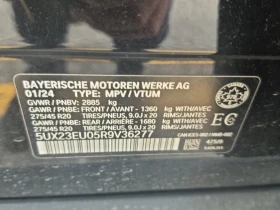 BAYERISCHE MOTOREN WERKE AG
01/24 TYPE: MPV / VTUM
GVWR / PNBV: 2885 kg
GAWR / PNBE: FRONT / AVANT - 1360 kg WITH/AVEC
275/45 R20 TIRES/PNEUS, 9.0J x 20 RIMS/JANTES
GAWR / PNBE: REAR / ARRIÈRE - 1680 kg WITH/AVEC
275/45 R20 TIRES/PNEUS, 9.0J x 20 RIMS/JANTES
EC
5UX23EU05R9V36277
475/B